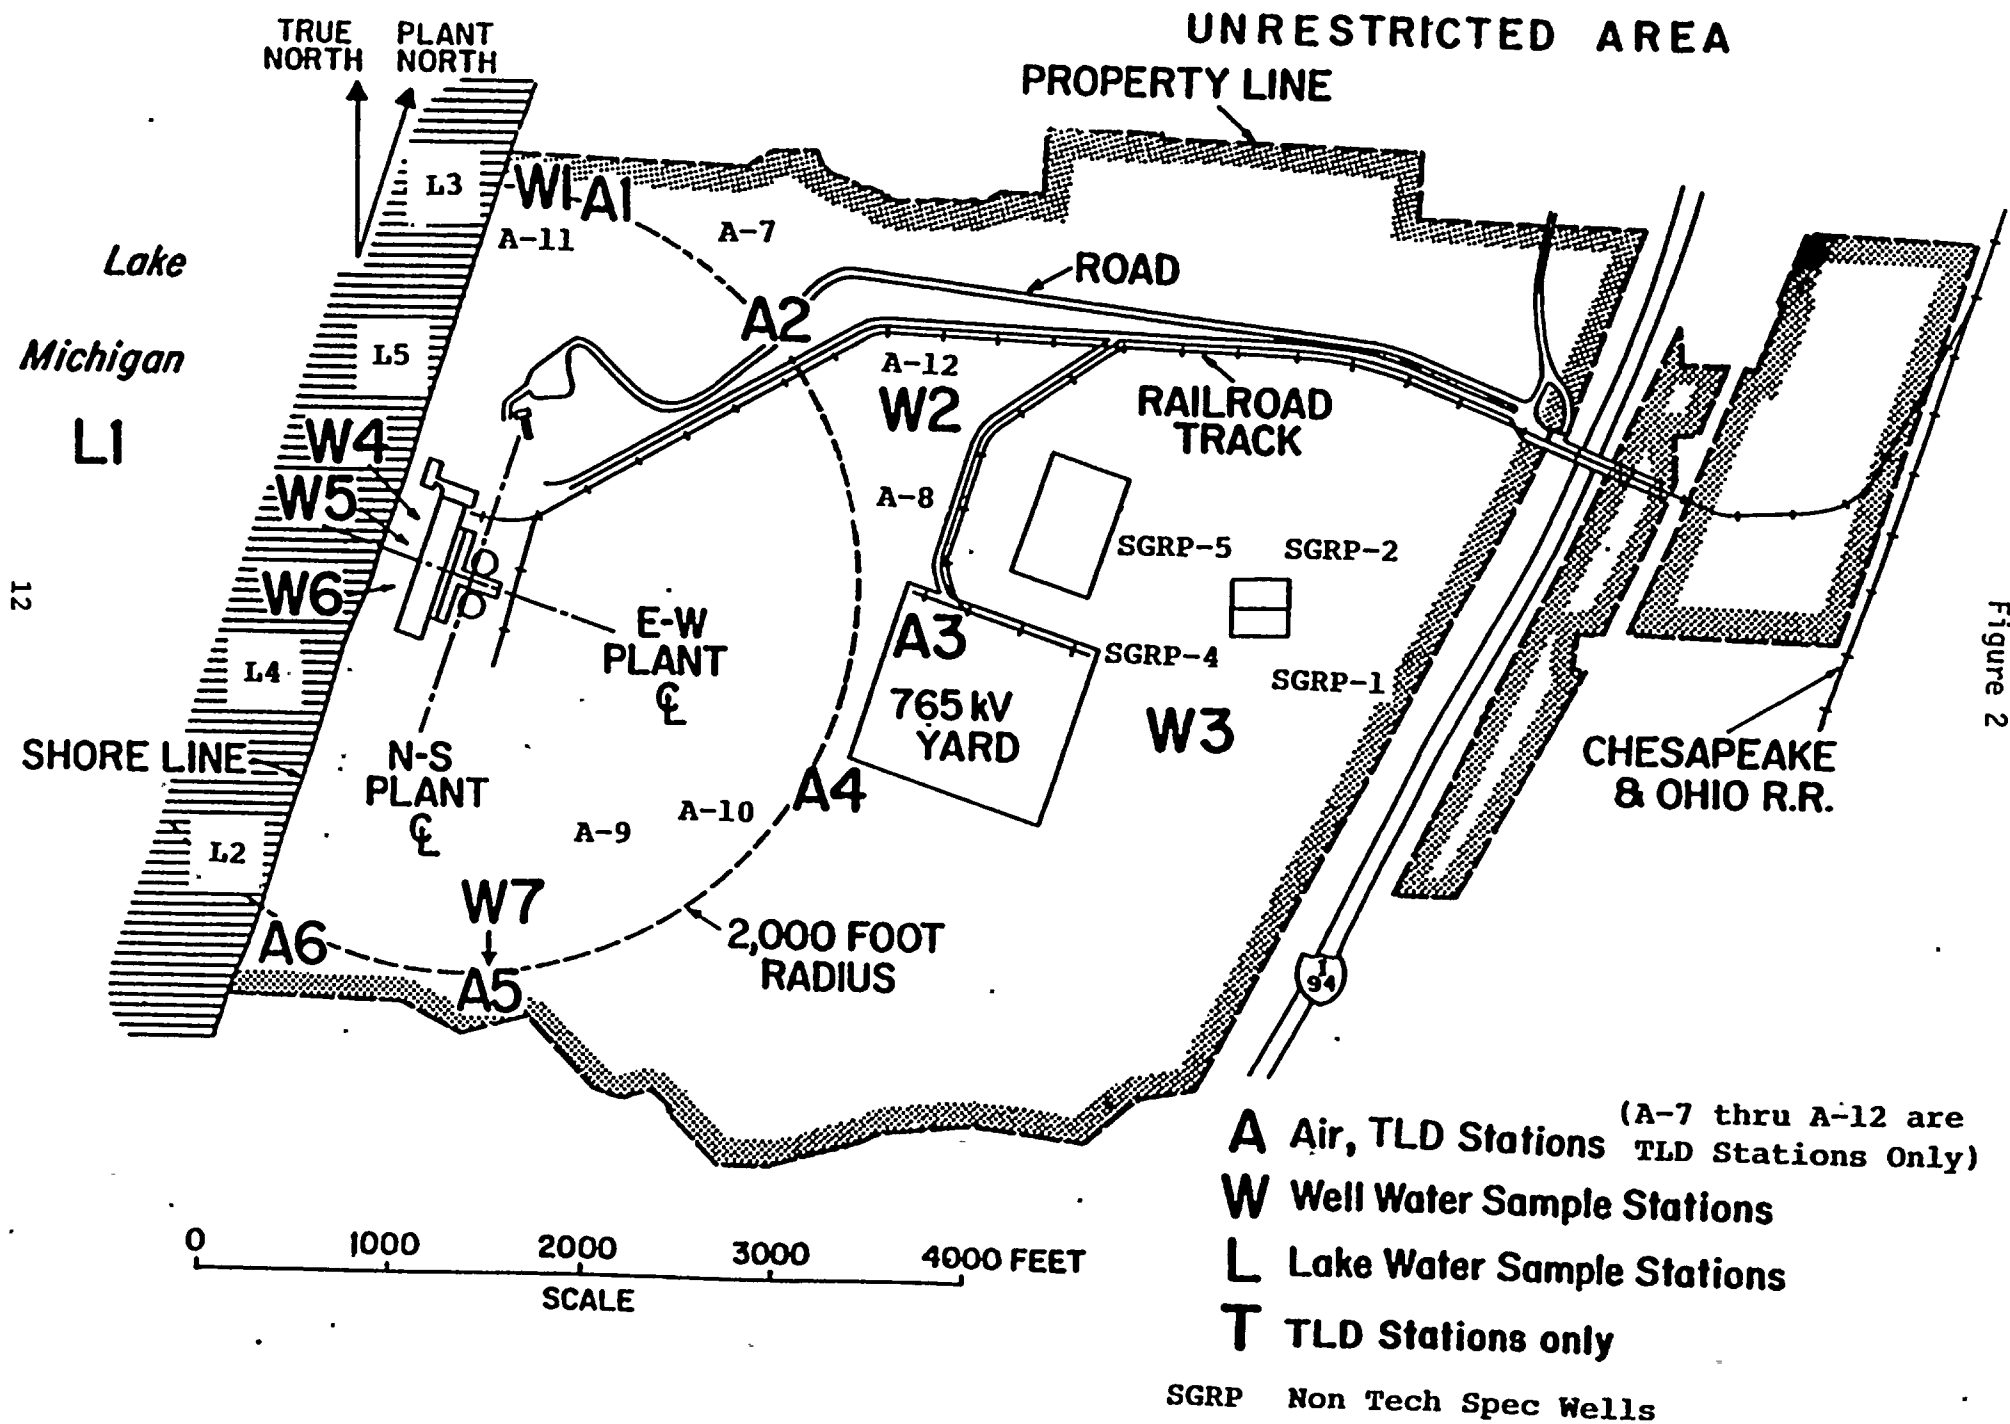 UNRESTRICTED AREA
TRUE
NORTH
PLANT
NORTH
PROPERTY LINE
L3
W1
A1
A-11
A-7
Lake
ROAD
A2
Michigan
L5
A-12
W2
RAILROAD
TRACK
L1
W4
T
W5
A-8
SGRP-5
SGRP-2
W6
12
Figure 2
E-W
PLANT
℄
A3
SGRP-4
L4
SGRP-1
765 kV
YARD
W3
SHORE LINE
N-S
PLANT
℄
CHESAPEAKE
& OHIO R.R.
A4
A-10
A-9
L2
W7
2,000 FOOT
RADIUS
A6
A5
I
94
A Air, TLD Stations (A-7 thru A-12 are
TLD Stations Only)
W Well Water Sample Stations
L Lake Water Sample Stations
T TLD Stations only
SGRP Non Tech Spec Wells
0 1000 2000 3000 4000 FEET
SCALE